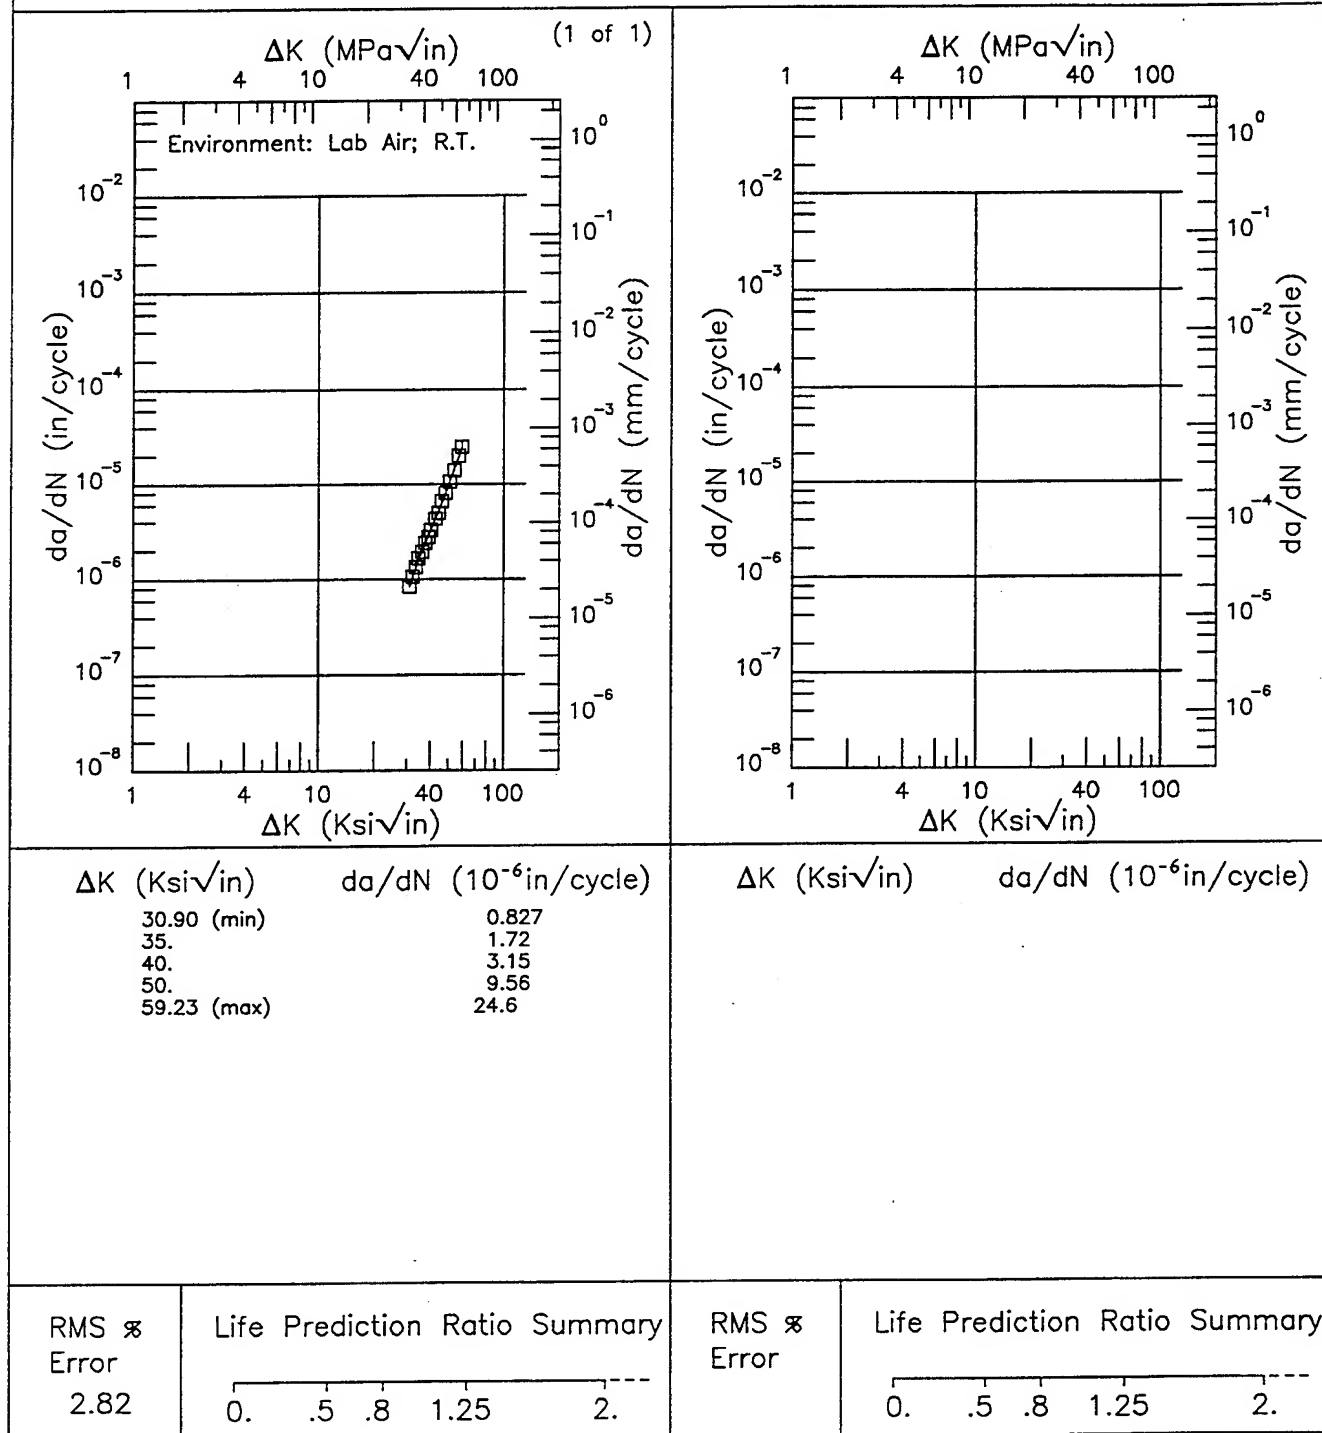 (1 of 1)
ΔK (MPa√in)
1 4 10 40 100
Environment: Lab Air; R.T.
da/dN (in/cycle)
10⁻²
10⁻³
10⁻⁴
10⁻⁵
10⁻⁶
10⁻⁷
10⁻⁸
da/dN (mm/cycle)
10⁰
10⁻¹
10⁻²
10⁻³
10⁻⁴
10⁻⁵
10⁻⁶
1 4 10 40 100
ΔK (Ksi√in)
ΔK (MPa√in)
1 4 10 40 100
da/dN (in/cycle)
10⁻²
10⁻³
10⁻⁴
10⁻⁵
10⁻⁶
10⁻⁷
10⁻⁸
da/dN (mm/cycle)
10⁰
10⁻¹
10⁻²
10⁻³
10⁻⁴
10⁻⁵
10⁻⁶
1 4 10 40 100
ΔK (Ksi√in)
ΔK (Ksi√in) da/dN (10⁻⁶in/cycle)
30.90 (min) 0.827
35. 1.72
40. 3.15
50. 9.56
59.23 (max) 24.6
ΔK (Ksi√in) da/dN (10⁻⁶in/cycle)
RMS %
Error
2.82
Life Prediction Ratio Summary
0. .5 .8 1.25 2.
RMS %
Error
Life Prediction Ratio Summary
0. .5 .8 1.25 2.